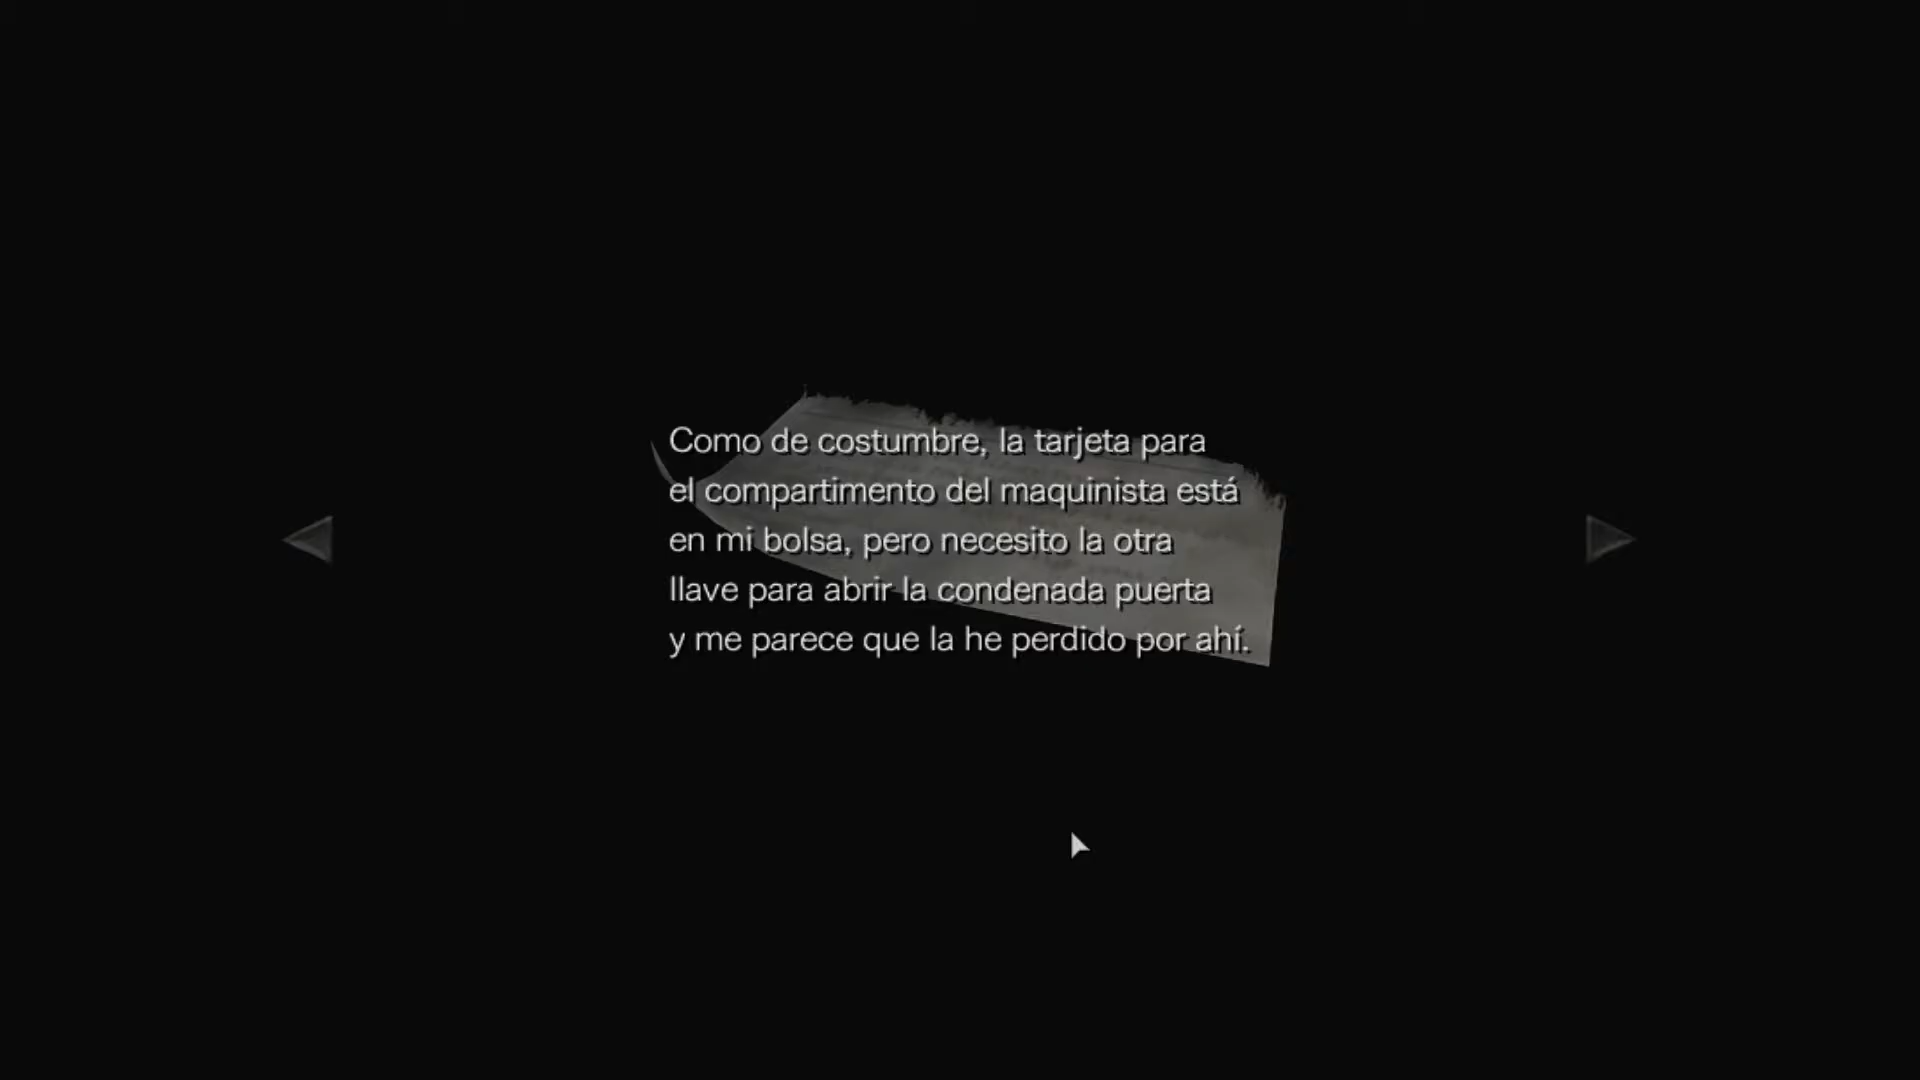 Como de costumbre, la tarjeta para
el compartimento del maquinista está
en mi bolsa, pero necesito la otra
llave para abrir la condenada puerta
y me parece que la he perdido por ahí.